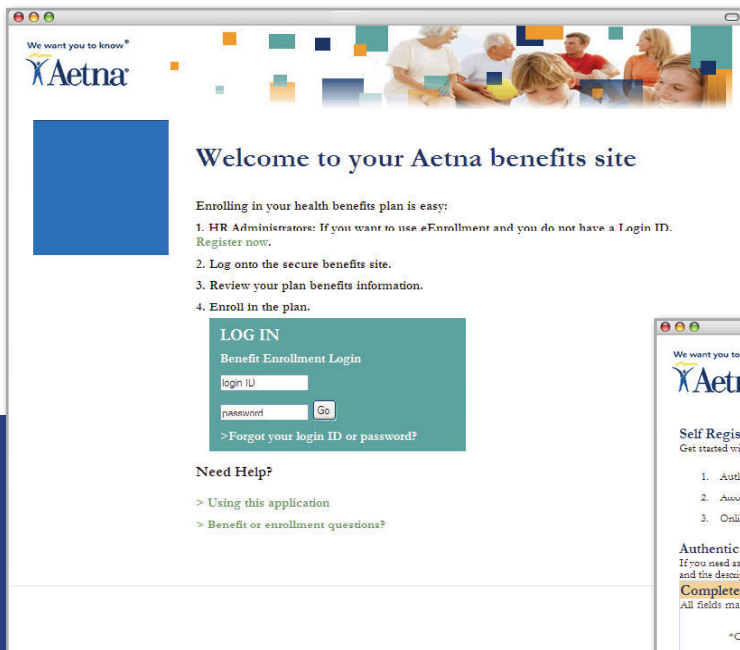 We want you to know®
Aetna®
Welcome to your Aetna benefits site
Enrolling in your health benefits plan is easy:
1. HR Administrators: If you want to use eEnrollment and you do not have a Login ID,
Register now.
2. Log onto the secure benefits site.
3. Review your plan benefits information.
4. Enroll in the plan.
LOG IN
Benefit Enrollment Login
login ID
password
Go
>Forgot your login ID or password?
Need Help?
> Using this application
> Benefit or enrollment questions?
We want you to
Aet
Self Regis
Get started wi
1. Auth
2. Acco
3. Onli
Authentic
If you need as
and the descri
Complete
All fields ma
*C